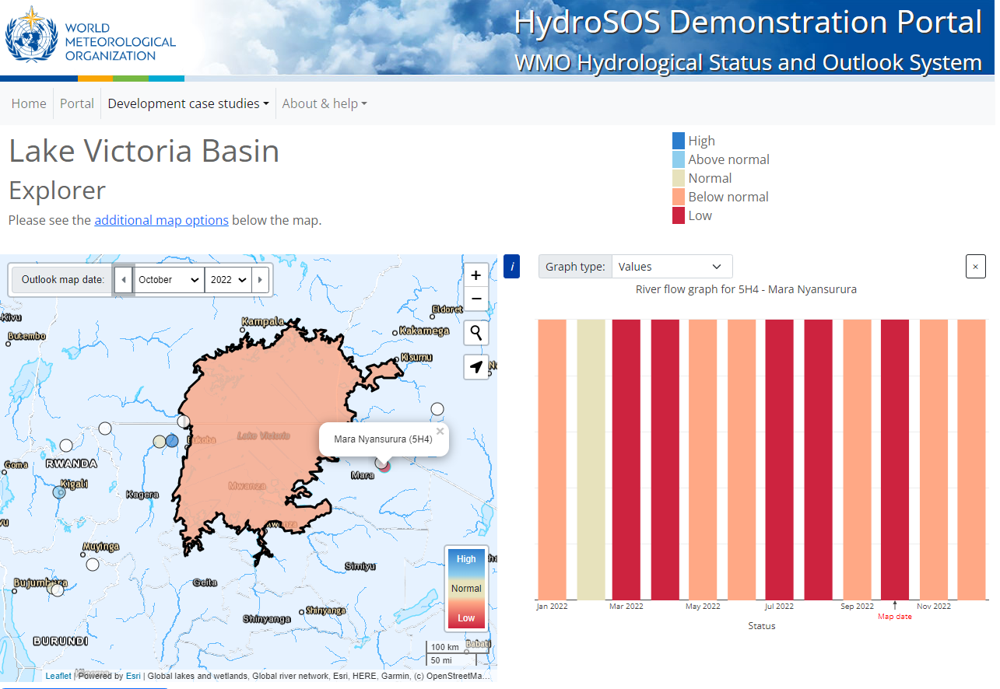 WORLD
METEOROLOGICAL
ORGANIZATION
HydroSOS Demonstration Portal
WMO Hydrological Status and Outlook System
Home Portal Development case studies About & help
Lake Victoria Basin
Explorer
Please see the additional map options below the map.
High
Above normal
Normal
Below normal
Low
Outlook map date: October 2022
+
−
i
Graph type: Values
×
River flow graph for 5H4 - Mara Nyansurura
Kivu
Butembo
Kampala
Eldoret
Kakamega
Kisumu
Lake Victoria
Bukoba
Mara Nyansurura (5H4)
×
Goma
RWANDA
Kigali
Kagera
Mara
Mwanza
Mwanza
Muyinga
Bujumbura
Geita
Simiyu
Shinyanga
Shinyanga
BURUNDI
Babati
High
Normal
Low
100 km
50 mi
Leaflet | Powered by Esri | Global lakes and wetlands, Global river network, Esri, HERE, Garmin, (c) OpenStreetMa...
Jan 2022 Mar 2022 May 2022 Jul 2022 Sep 2022 Nov 2022
Map date
Status